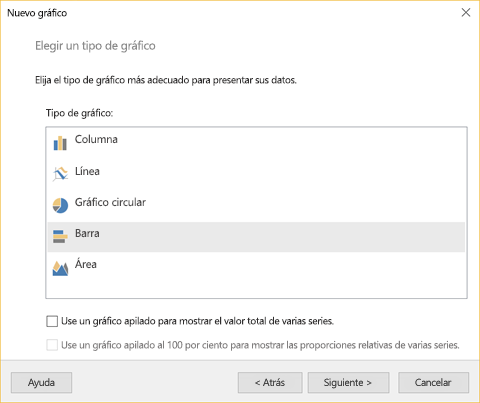 Nuevo gráfico
Elegir un tipo de gráfico
Elija el tipo de gráfico más adecuado para presentar sus datos.
Tipo de gráfico:
Columna
Línea
Gráfico circular
Barra
Área
Use un gráfico apilado para mostrar el valor total de varias series.
Use un gráfico apilado al 100 por ciento para mostrar las proporciones relativas de varias series.
Ayuda
< Atrás
Siguiente >
Cancelar